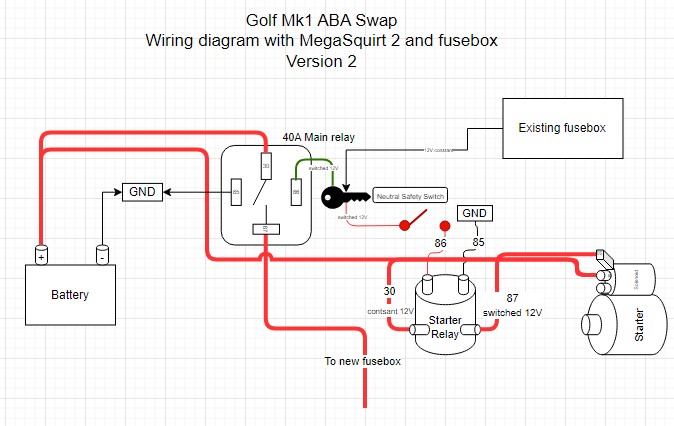 Golf Mk1 ABA Swap
Wiring diagram with MegaSquirt 2 and fusebox
Version 2
40A Main relay
Existing fusebox
12V constant
30
switched 12V
GND
85
86
87
Neutral Safety Switch
switched 12V
GND
86
85
+
-
Battery
30
contsant 12V
87
switched 12V
Starter
Relay
Solenoid
Starter
To new fusebox